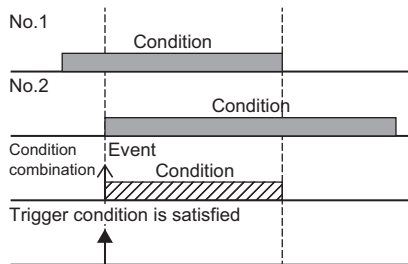 No.1
Condition
No.2
Condition
Condition
combination
Event
Condition
Trigger condition is satisfied